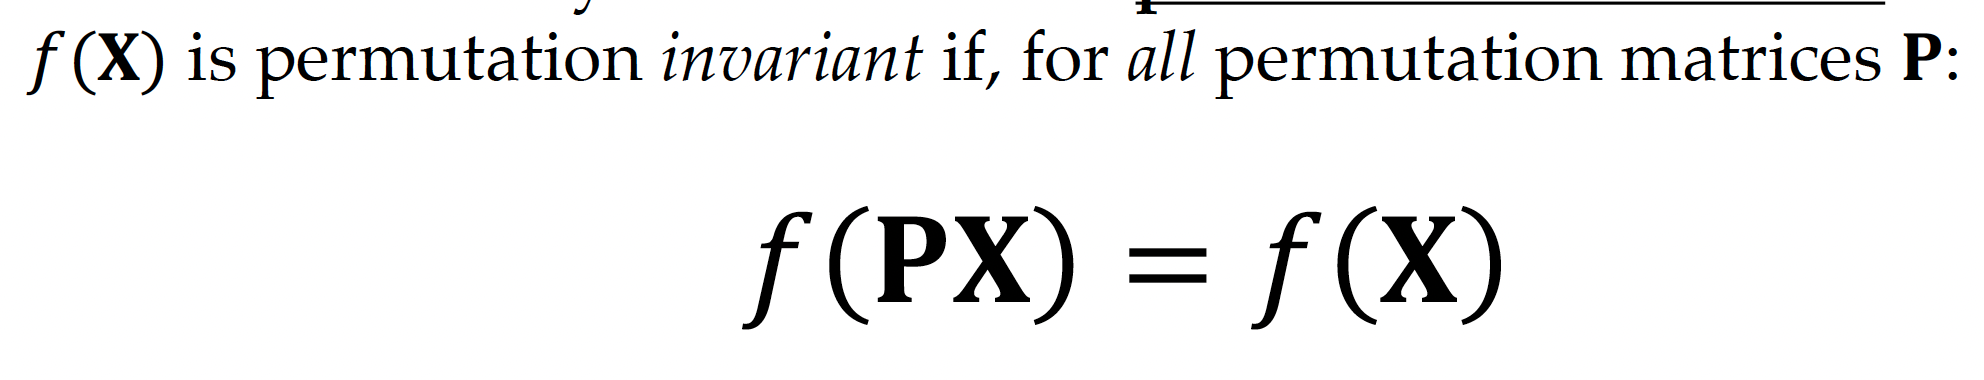 f(X) is permutation invariant if, for all permutation matrices P:
f(PX) = f(X)